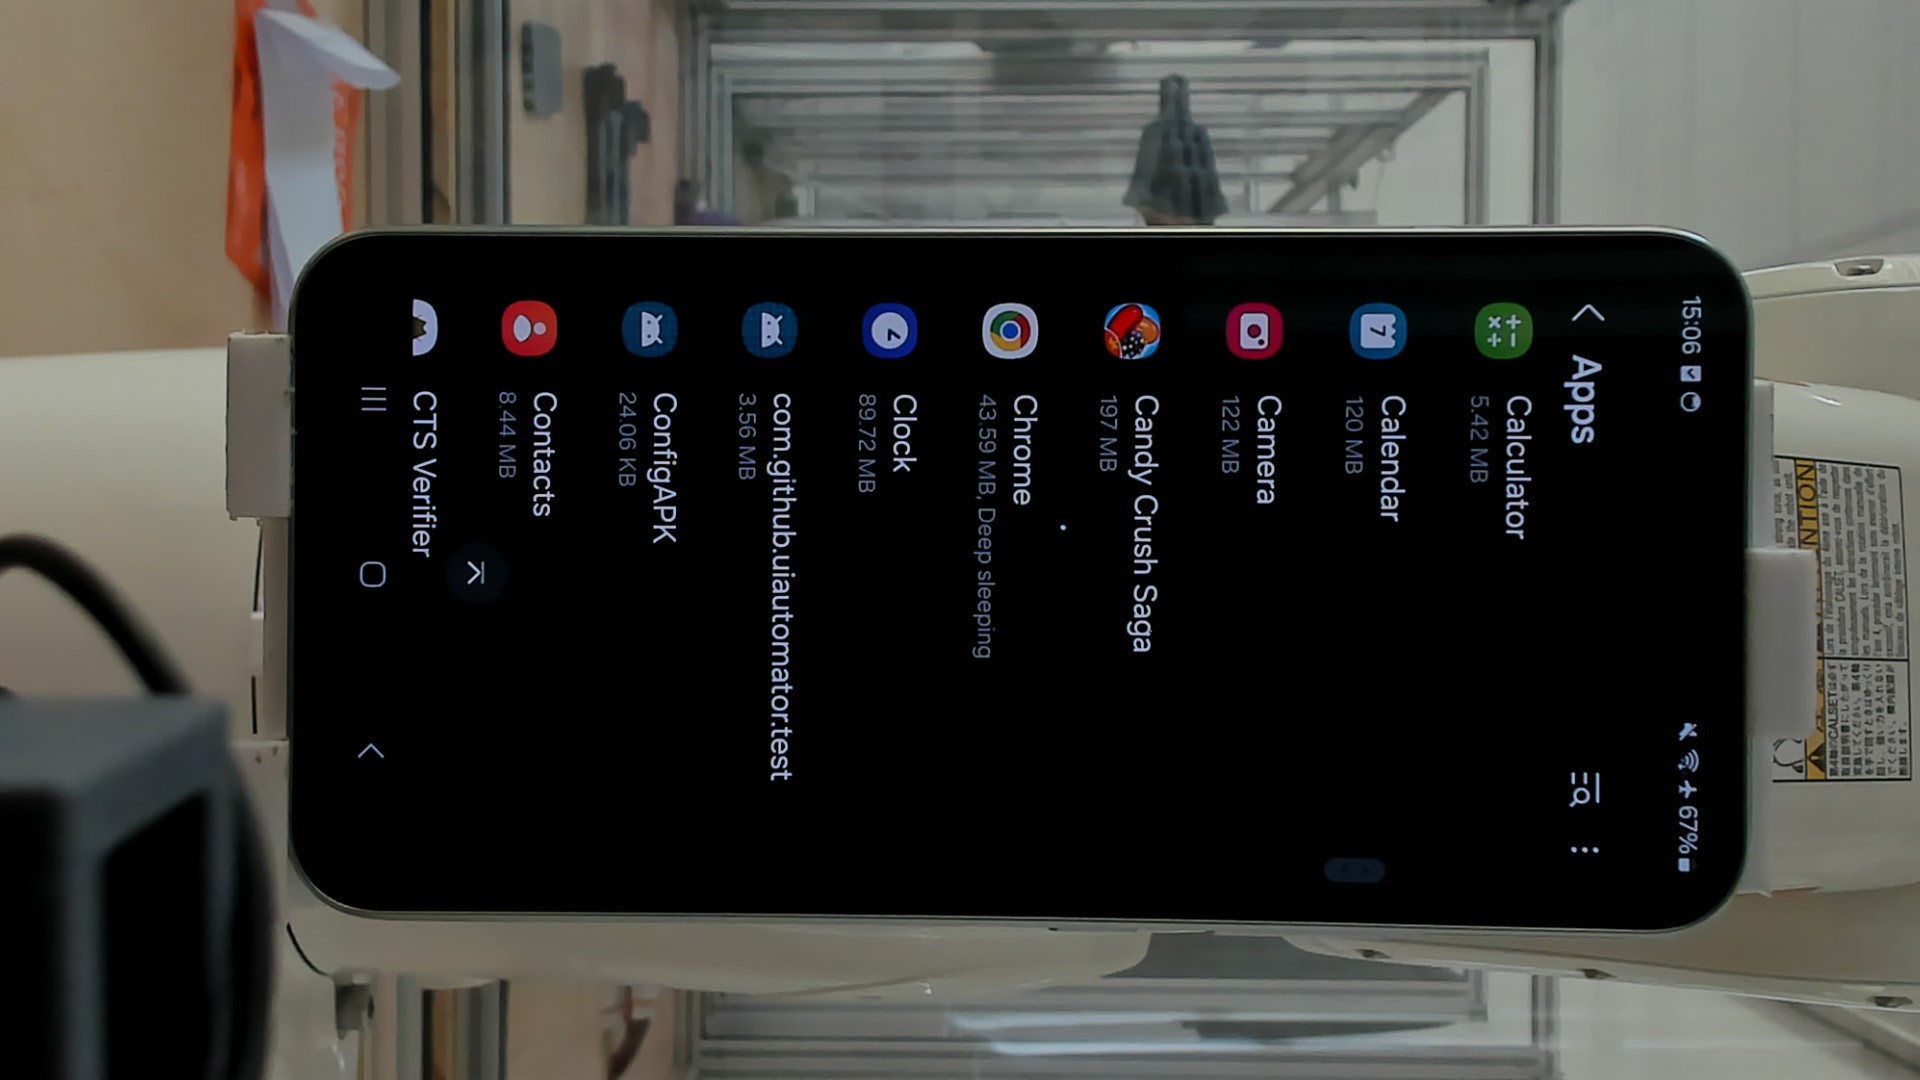 15:06
67%
Apps
Calculator
5.42 MB
Calendar
120 MB
Camera
122 MB
Candy Crush Saga
197 MB
Chrome
43.59 MB, Deep sleeping
Clock
89.72 MB
com.github.uiautomator.test
3.56 MB
ConfigAPK
24.06 KB
Contacts
8.44 MB
CTS Verifier